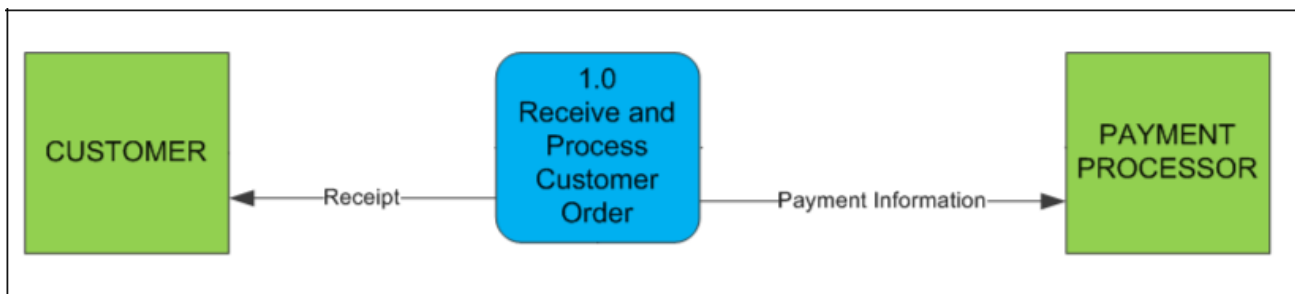 CUSTOMER
Receipt
1.0
Receive and
Process
Customer
Order
Payment Information
PAYMENT
PROCESSOR